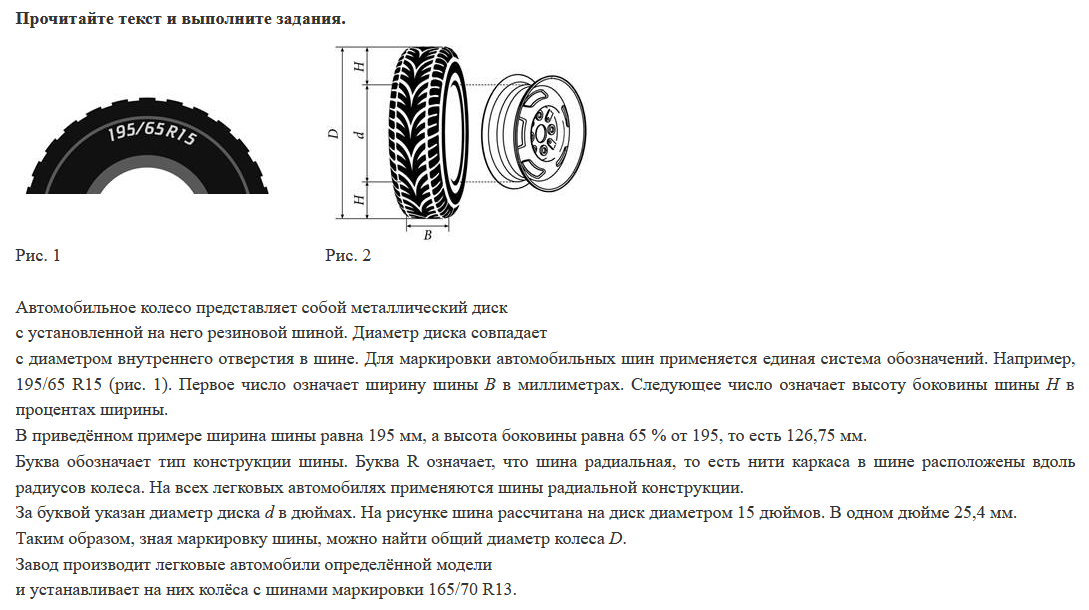 Прочитайте текст и выполните задания.
195/65 R15
H
D
d
H
B
Рис. 1
Рис. 2
Автомобильное колесо представляет собой металлический диск
с установленной на него резиновой шиной. Диаметр диска совпадает
с диаметром внутреннего отверстия в шине. Для маркировки автомобильных шин применяется единая система обозначений. Например,
195/65 R15 (рис. 1). Первое число означает ширину шины B в миллиметрах. Следующее число означает высоту боковины шины H в
процентах ширины.
В приведённом примере ширина шины равна 195 мм, а высота боковины равна 65 % от 195, то есть 126,75 мм.
Буква обозначает тип конструкции шины. Буква R означает, что шина радиальная, то есть нити каркаса в шине расположены вдоль
радиусов колеса. На всех легковых автомобилях применяются шины радиальной конструкции.
За буквой указан диаметр диска d в дюймах. На рисунке шина рассчитана на диск диаметром 15 дюймов. В одном дюйме 25,4 мм.
Таким образом, зная маркировку шины, можно найти общий диаметр колеса D.
Завод производит легковые автомобили определённой модели
и устанавливает на них колёса с шинами маркировки 165/70 R13.